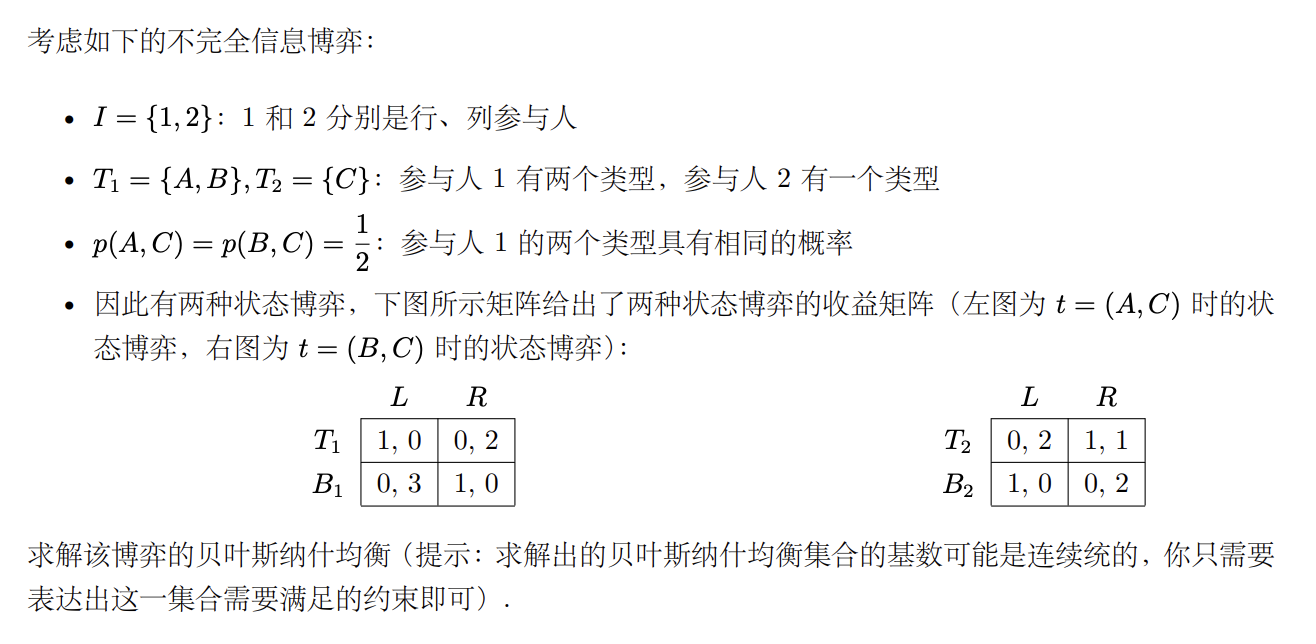 考虑如下的不完全信息博弈：
• I = {1, 2}：1 和 2 分别是行、列参与人
• T₁ = {A, B}, T₂ = {C}：参与人 1 有两个类型，参与人 2 有一个类型
• p(A, C) = p(B, C) = 1/2：参与人 1 的两个类型具有相同的概率
• 因此有两种状态博弈，下图所示矩阵给出了两种状态博弈的收益矩阵（左图为 t = (A, C) 时的状
态博弈，右图为 t = (B, C) 时的状态博弈）：
L R L R
T₁ 1, 0 0, 2 T₂ 0, 2 1, 1
B₁ 0, 3 1, 0 B₂ 1, 0 0, 2
求解该博弈的贝叶斯纳什均衡（提示：求解出的贝叶斯纳什均衡集合的基数可能是连续统的，你只需要
表达出这一集合需要满足的约束即可）.